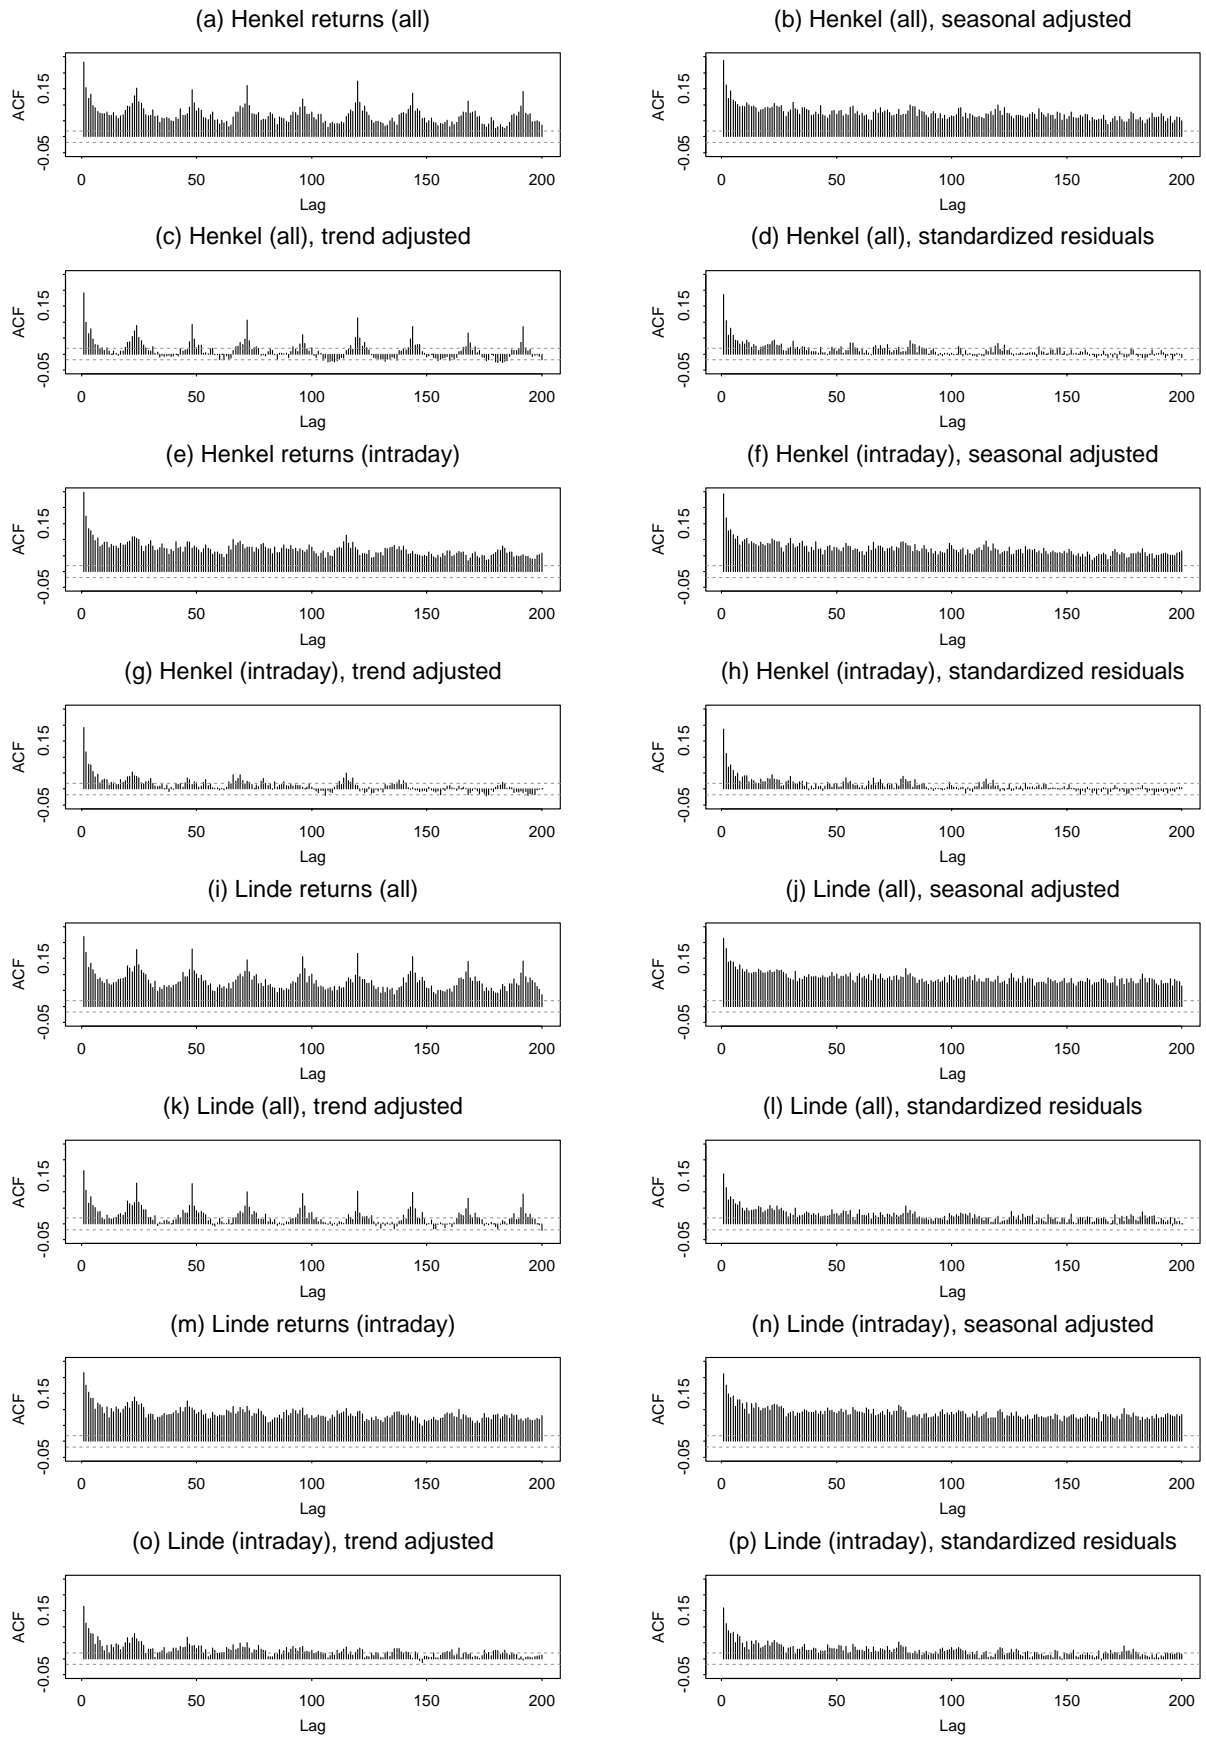 (a) Henkel returns (all)
(b) Henkel (all), seasonal adjusted
ACF
-0.05 0.15
0 50 100 150 200
Lag
ACF
-0.05 0.15
0 50 100 150 200
Lag
(c) Henkel (all), trend adjusted
(d) Henkel (all), standardized residuals
ACF
-0.05 0.15
0 50 100 150 200
Lag
ACF
-0.05 0.15
0 50 100 150 200
Lag
(e) Henkel returns (intraday)
(f) Henkel (intraday), seasonal adjusted
ACF
-0.05 0.15
0 50 100 150 200
Lag
ACF
-0.05 0.15
0 50 100 150 200
Lag
(g) Henkel (intraday), trend adjusted
(h) Henkel (intraday), standardized residuals
ACF
-0.05 0.15
0 50 100 150 200
Lag
ACF
-0.05 0.15
0 50 100 150 200
Lag
(i) Linde returns (all)
(j) Linde (all), seasonal adjusted
ACF
-0.05 0.15
0 50 100 150 200
Lag
ACF
-0.05 0.15
0 50 100 150 200
Lag
(k) Linde (all), trend adjusted
(l) Linde (all), standardized residuals
ACF
-0.05 0.15
0 50 100 150 200
Lag
ACF
-0.05 0.15
0 50 100 150 200
Lag
(m) Linde returns (intraday)
(n) Linde (intraday), seasonal adjusted
ACF
-0.05 0.15
0 50 100 150 200
Lag
ACF
-0.05 0.15
0 50 100 150 200
Lag
(o) Linde (intraday), trend adjusted
(p) Linde (intraday), standardized residuals
ACF
-0.05 0.15
0 50 100 150 200
Lag
ACF
-0.05 0.15
0 50 100 150 200
Lag